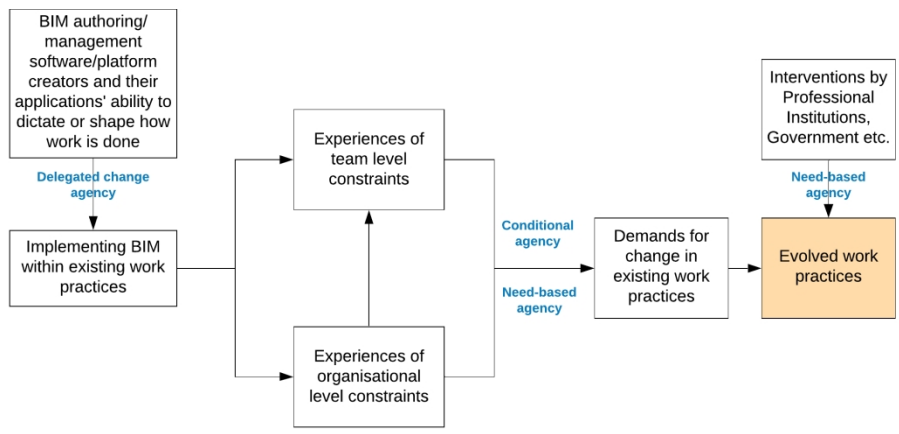 BIM authoring/
management
software/platform
creators and their
applications' ability to
dictate or shape how
work is done
Delegated change
agency
Implementing BIM
within existing work
practices
Experiences of
team level
constraints
Experiences of
organisational
level constraints
Conditional
agency
Need-based
agency
Demands for
change in
existing work
practices
Interventions by
Professional
Institutions,
Government etc.
Need-based
agency
Evolved work
practices